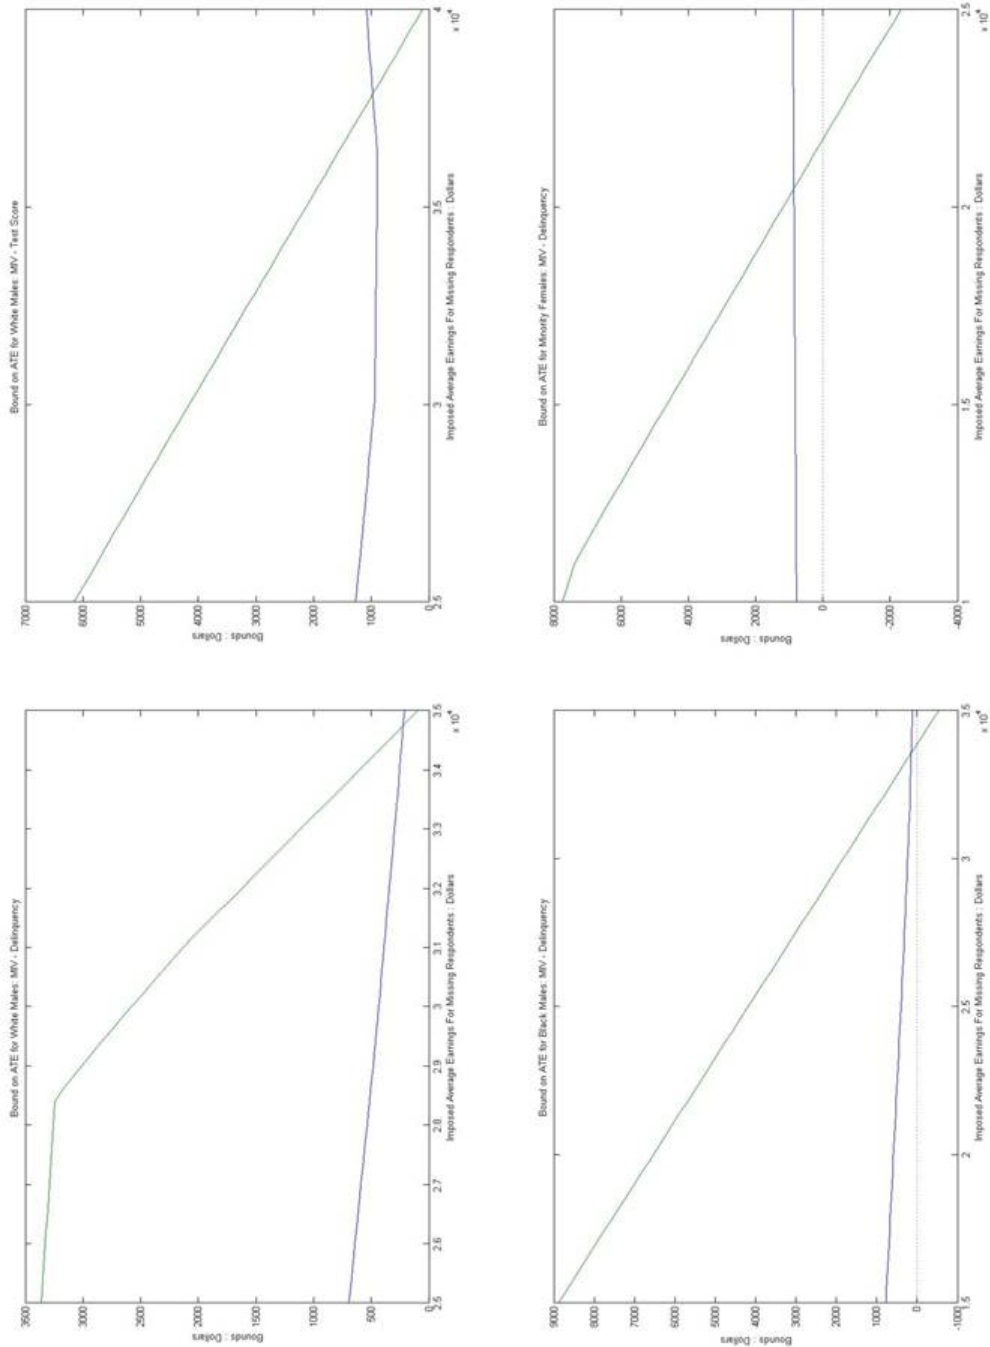 Bound on ATE for White Males: MIV - Delinquency
3500
3000
2500
2000
1500
1000
500
0
Bounds : Dollars
2.5 2.6 2.7 2.8 2.9 3 3.1 3.2 3.3 3.4 3.5
x 10^4
Imposed Average Earnings For Missing Respondents : Dollars
Bound on ATE for White Males: MIV - Test Score
7000
6000
5000
4000
3000
2000
1000
0
Bounds : Dollars
2.5 3 3.5 4
x 10^4
Imposed Average Earnings For Missing Respondents : Dollars
Bound on ATE for Black Males: MIV - Delinquency
9000
8000
7000
6000
5000
4000
3000
2000
1000
0
-1000
Bounds : Dollars
1.5 2 2.5 3 3.5
x 10^4
Imposed Average Earnings For Missing Respondents : Dollars
Bound on ATE for Minority Females: MIV - Delinquency
8000
6000
4000
2000
0
-2000
-4000
Bounds : Dollars
1 1.5 2 2.5
x 10^4
Imposed Average Earnings For Missing Respondents : Dollars